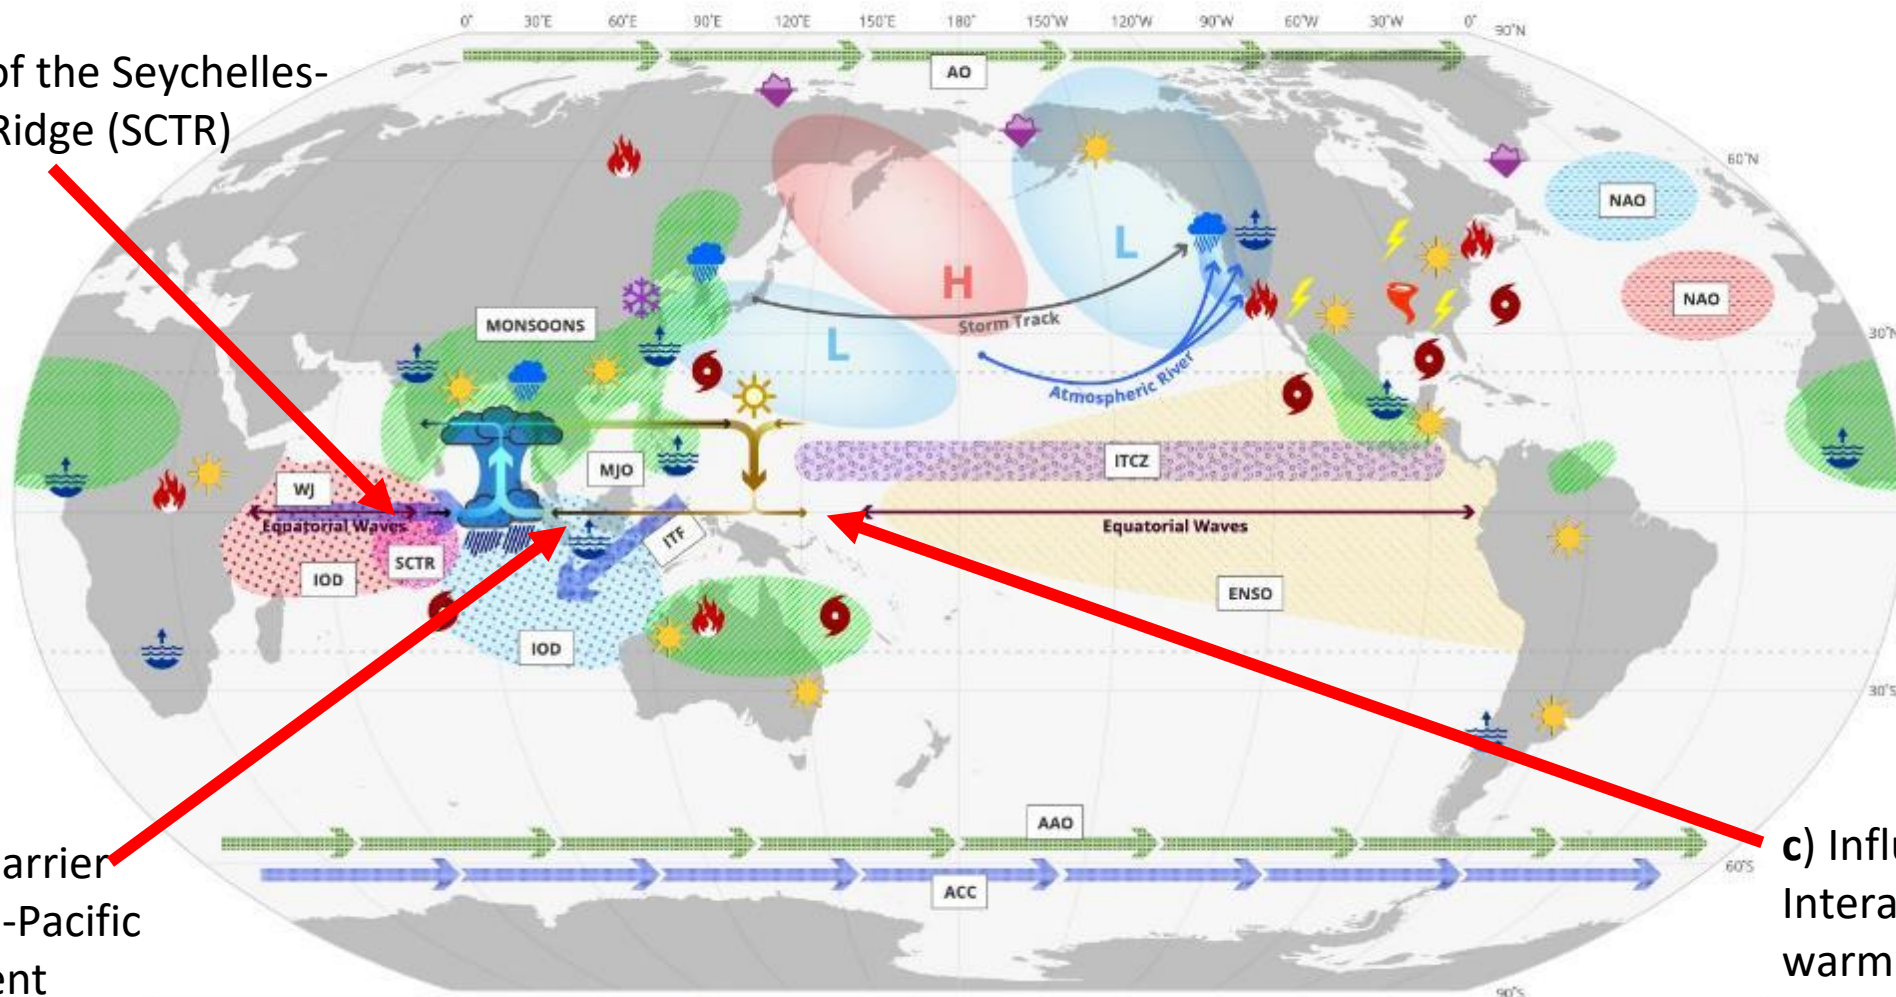 0° 30°E 60°E 90°E 120°E 150°E 180° 150°W 120°W 90°W 60°W 30°W 0°
90°N
of the Seychelles-
Ridge (SCTR)
AO
60°N
NAO
L
H
NAO
MONSOONS
Storm Track
30°N
L
Atmospheric River
MJO
ITCZ
WJ
Equatorial Waves
Equatorial Waves
ITF
SCTR
IOD
ENSO
IOD
30°S
AAO
arrier
-Pacific
ent
c) Influ
Intera
warm
60°S
ACC
90°S